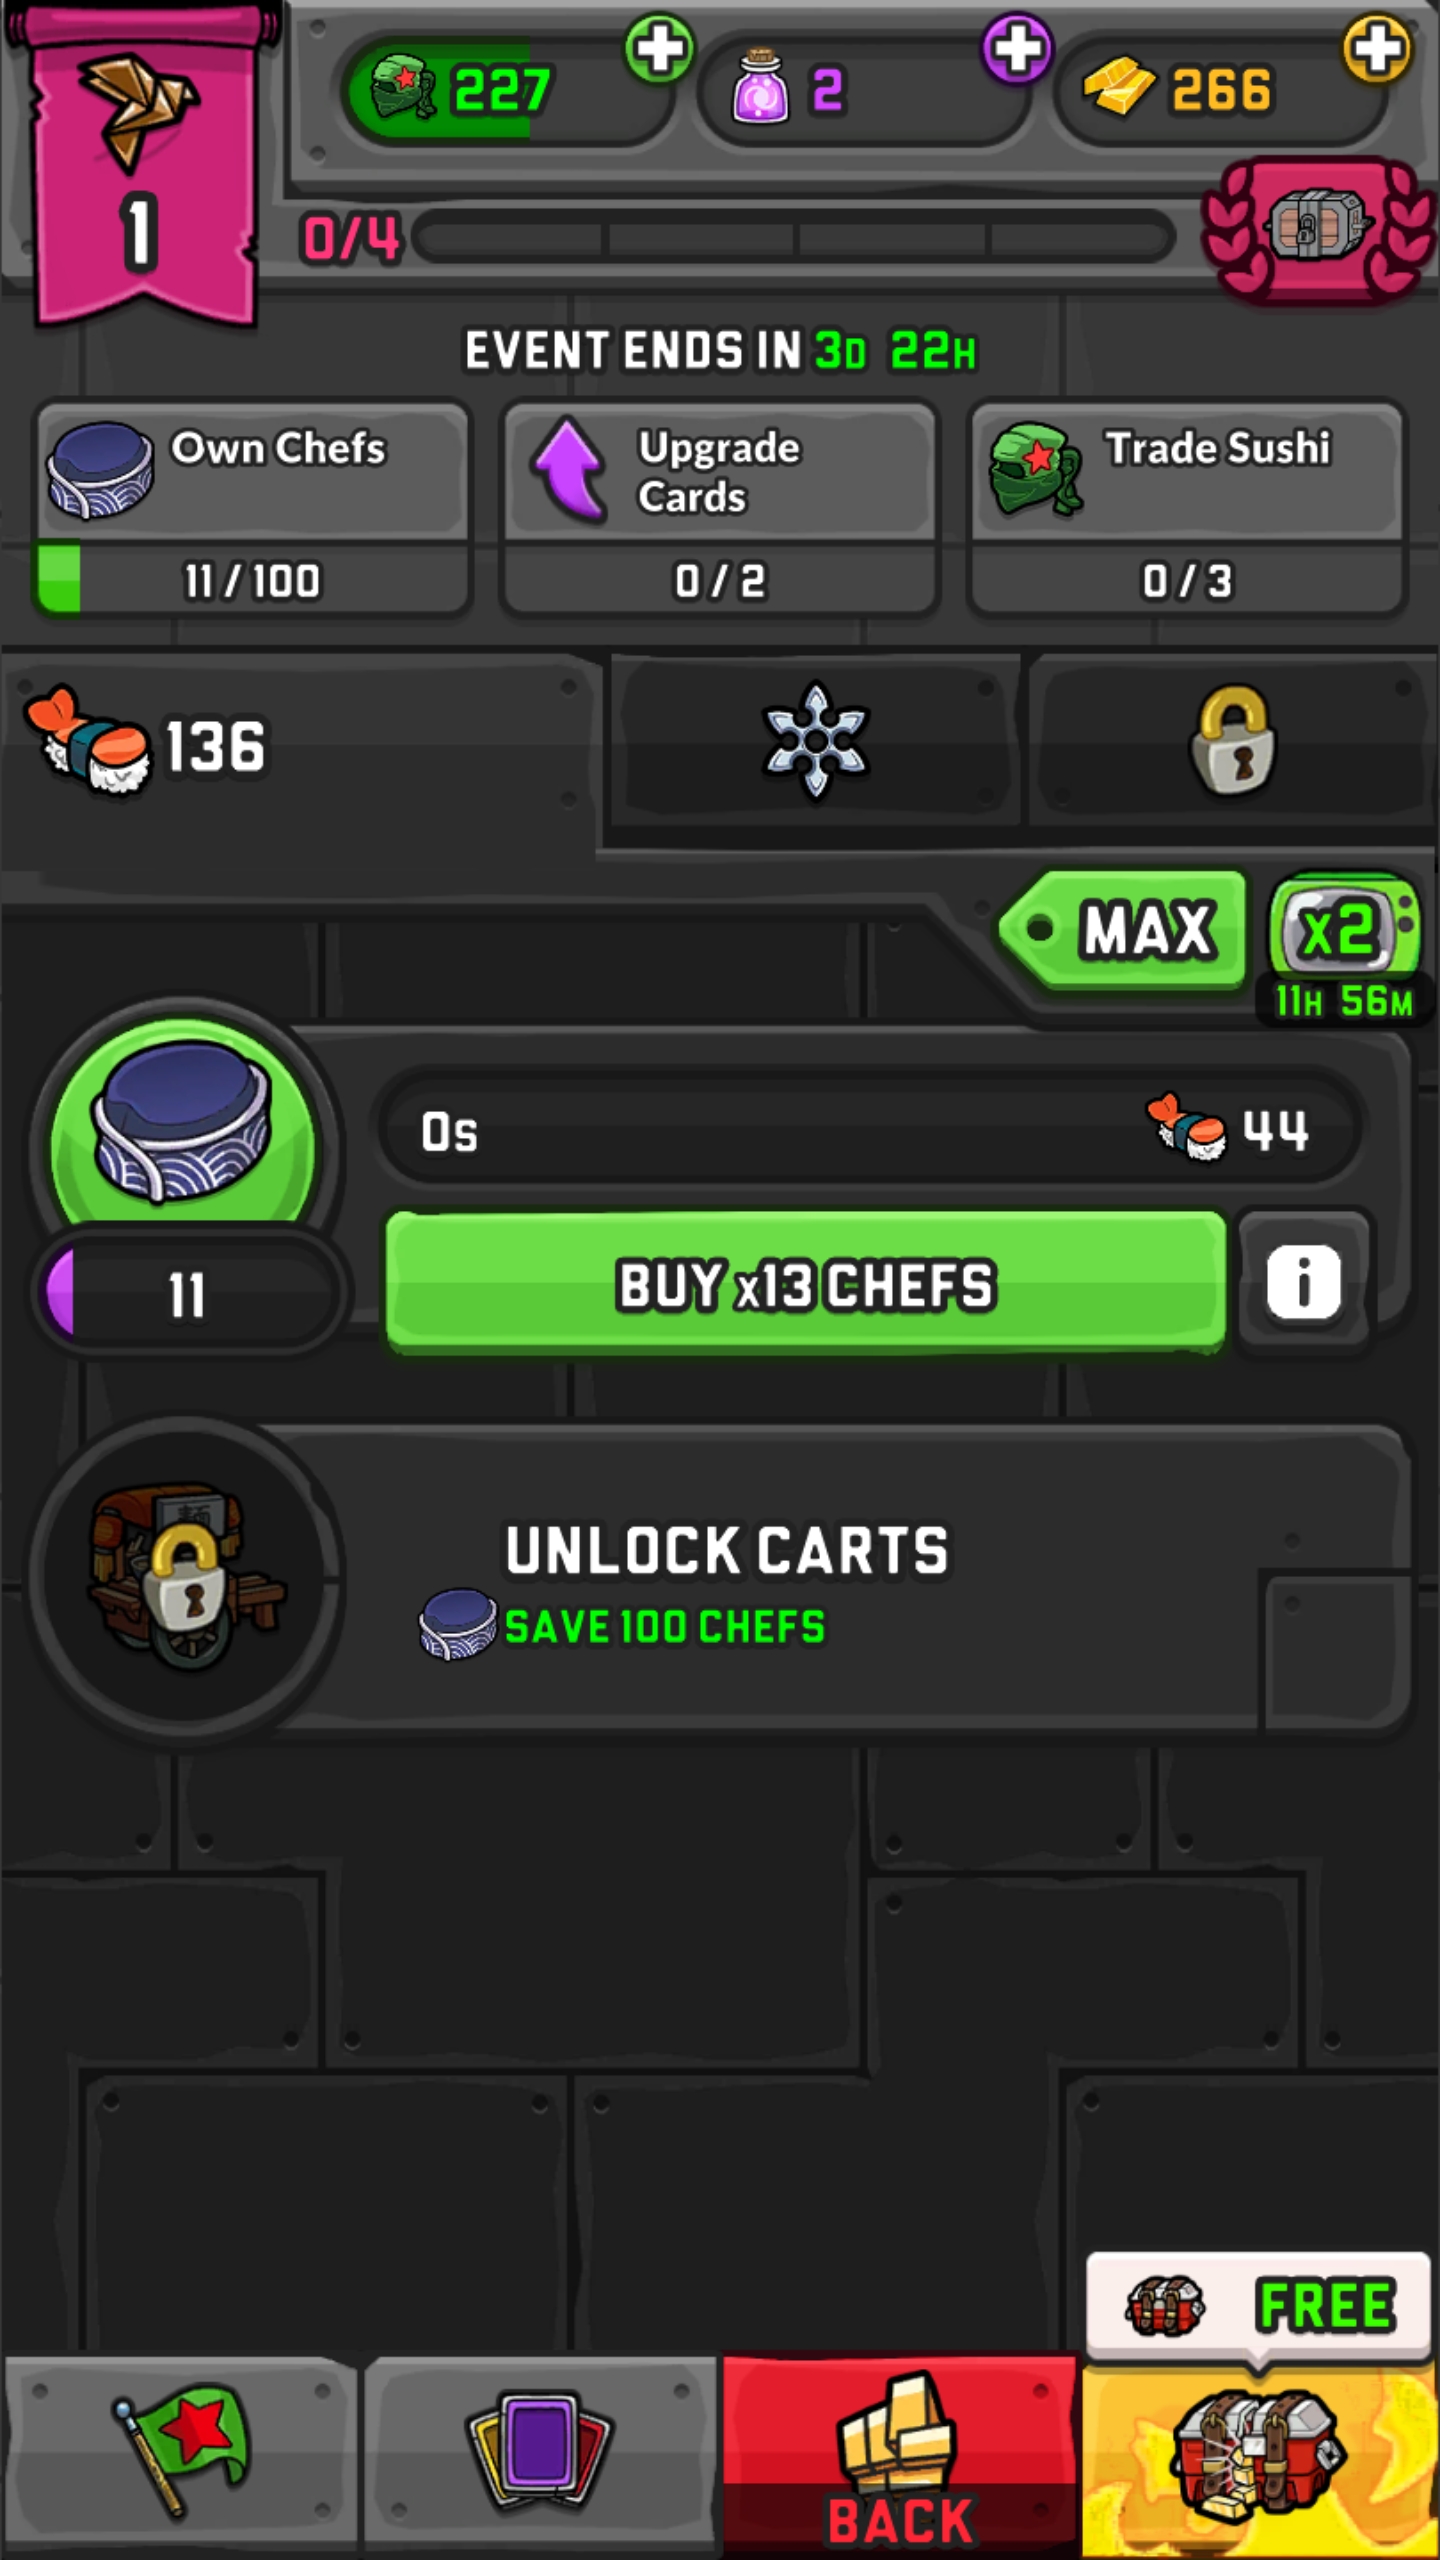 227
2
266
1
0/4
EVENT ENDS IN 3D 22H
Own Chefs
11 / 100
Upgrade
Cards
0 / 2
Trade Sushi
0 / 3
136
MAX
x2
11H 56M
0s
44
11
BUY x13 CHEFS
i
UNLOCK CARTS
SAVE 100 CHEFS
FREE
BACK